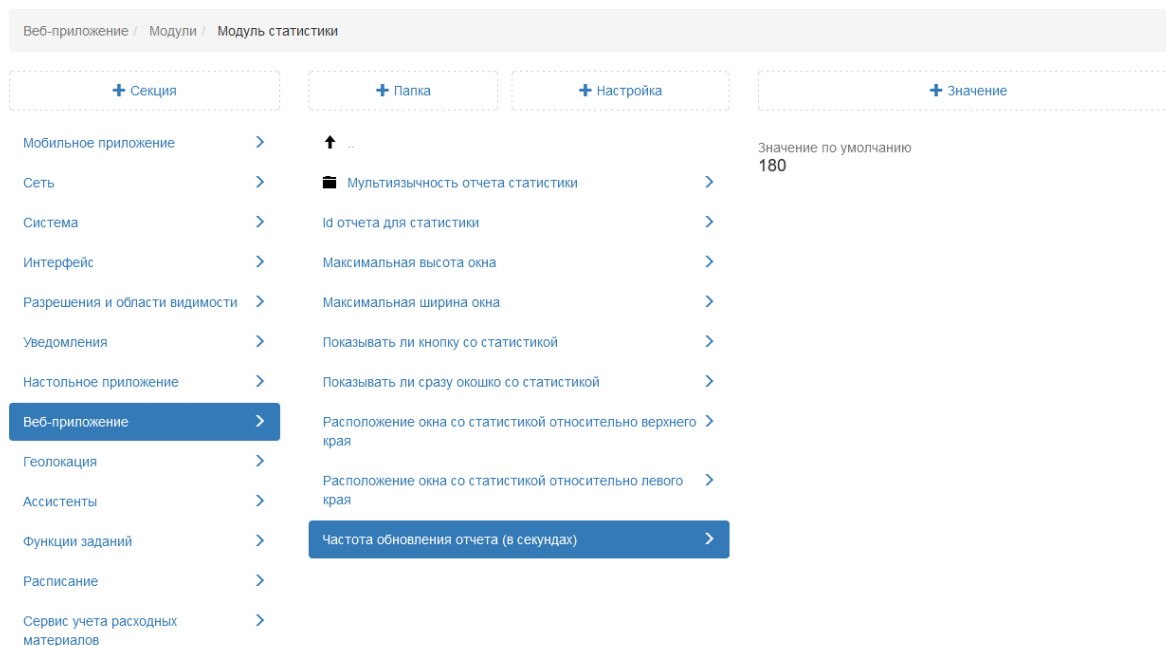 Веб-приложение / Модули / Модуль статистики
+ Секция
+ Папка
+ Настройка
+ Значение
Мобильное приложение
Сеть
Система
Интерфейс
Разрешения и области видимости
Уведомления
Настольное приложение
Веб-приложение
Геолокация
Ассистенты
Функции заданий
Расписание
Сервис учета расходных
материалов
..
Мультиязычность отчета статистики
Id отчета для статистики
Максимальная высота окна
Максимальная ширина окна
Показывать ли кнопку со статистикой
Показывать ли сразу окошко со статистикой
Расположение окна со статистикой относительно верхнего
края
Расположение окна со статистикой относительно левого
края
Частота обновления отчета (в секундах)
Значение по умолчанию
180